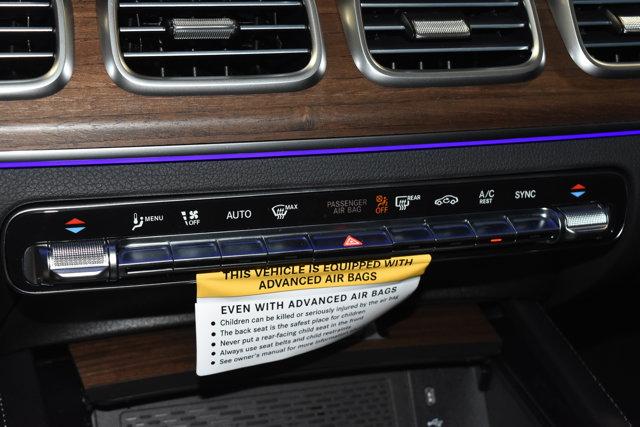 MENU
OFF
AUTO
MAX
PASSENGER
AIR BAG
OFF
REAR
A/C
REST
SYNC
THIS VEHICLE IS EQUIPPED WITH
ADVANCED AIR BAGS
EVEN WITH ADVANCED AIR BAGS
• Children can be killed or seriously injured by the air bag
• The back seat is the safest place for children
• Never put a rear-facing child seat in the front
• Always use seat belts and child restraints
• See owner's manual for more information